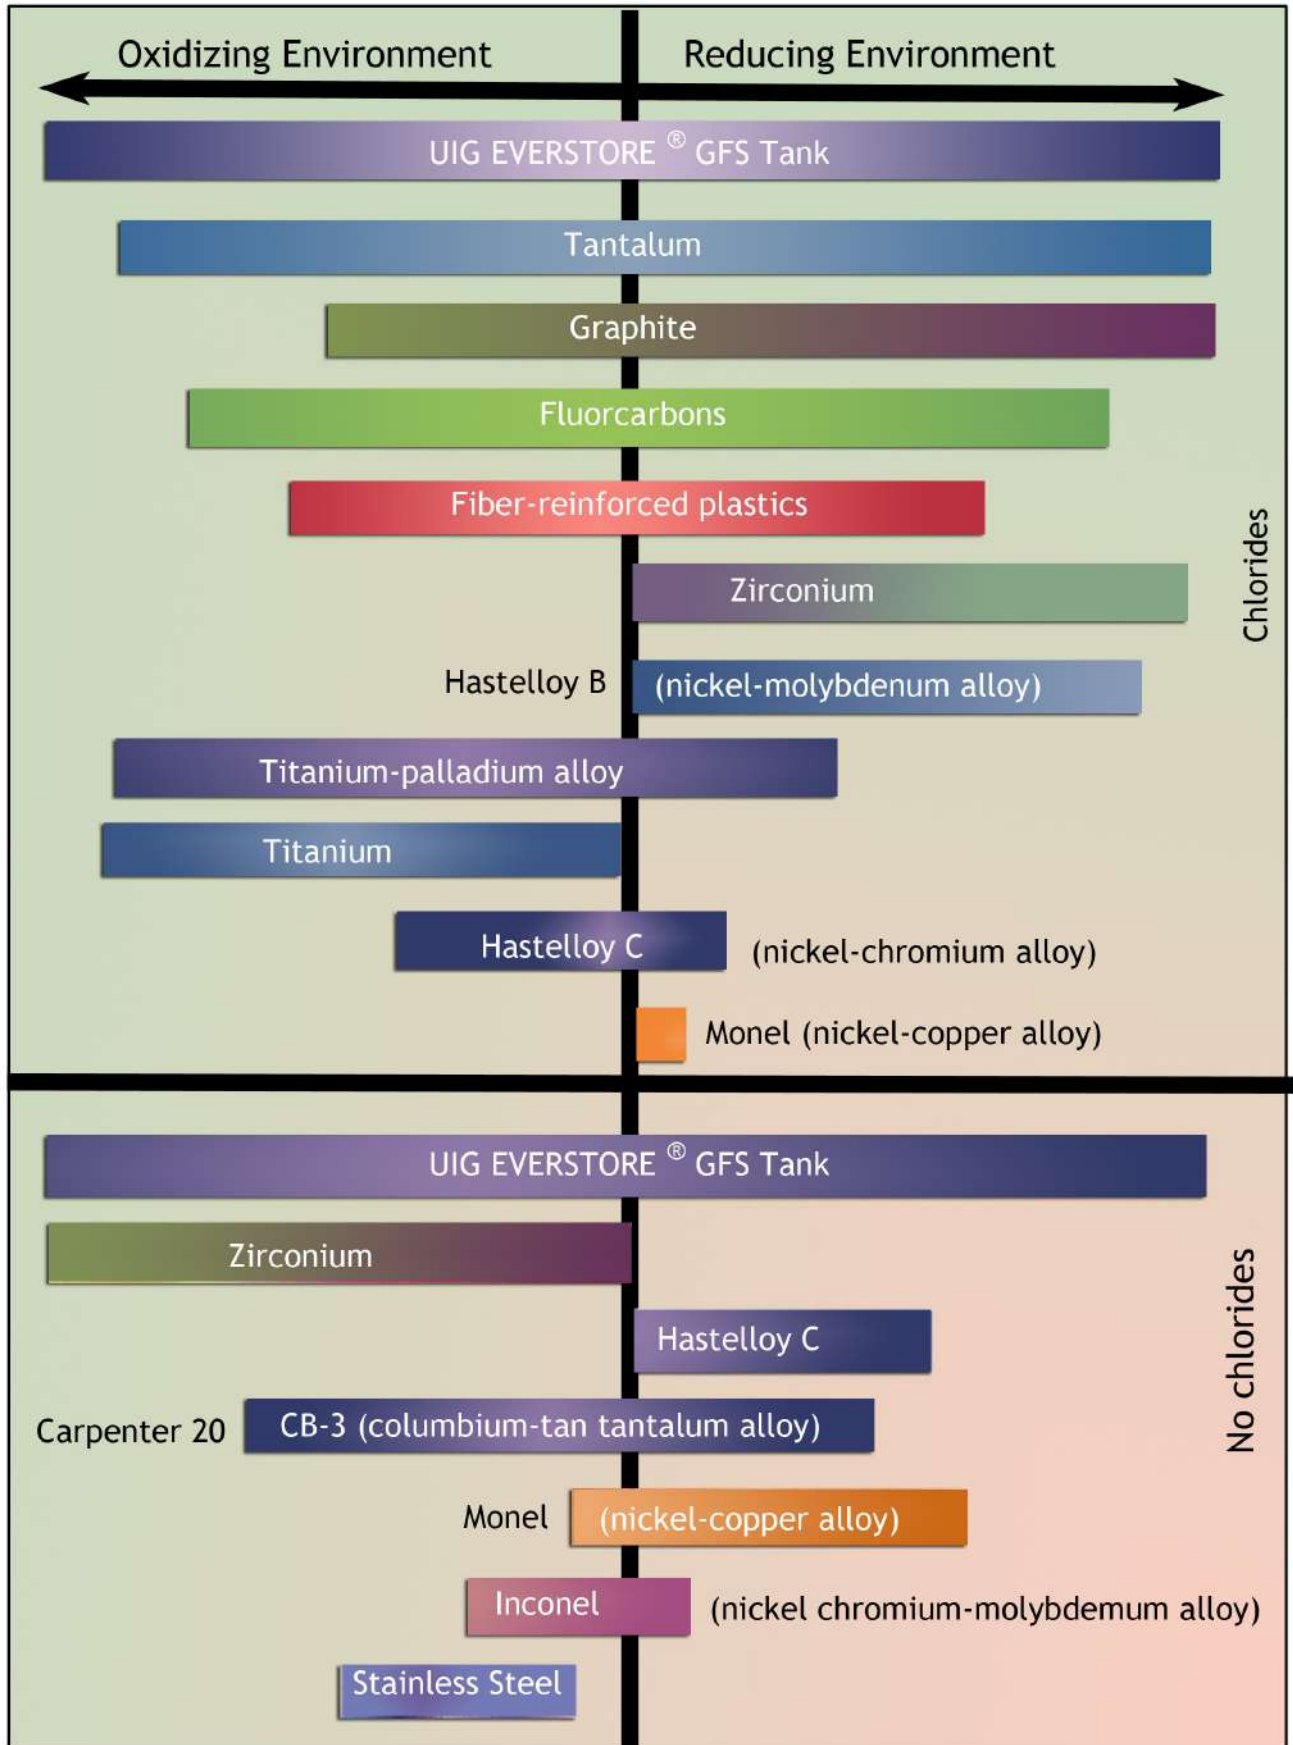 Oxidizing Environment
Reducing Environment
UIG EVERSTORE ® GFS Tank
Tantalum
Graphite
Fluorcarbons
Fiber-reinforced plastics
Zirconium
Hastelloy B (nickel-molybdenum alloy)
Titanium-palladium alloy
Titanium
Hastelloy C (nickel-chromium alloy)
Monel (nickel-copper alloy)
Chlorides
UIG EVERSTORE ® GFS Tank
Zirconium
Hastelloy C
Carpenter 20 CB-3 (columbium-tan tantalum alloy)
Monel (nickel-copper alloy)
Inconel (nickel chromium-molybdemum alloy)
Stainless Steel
No chlorides